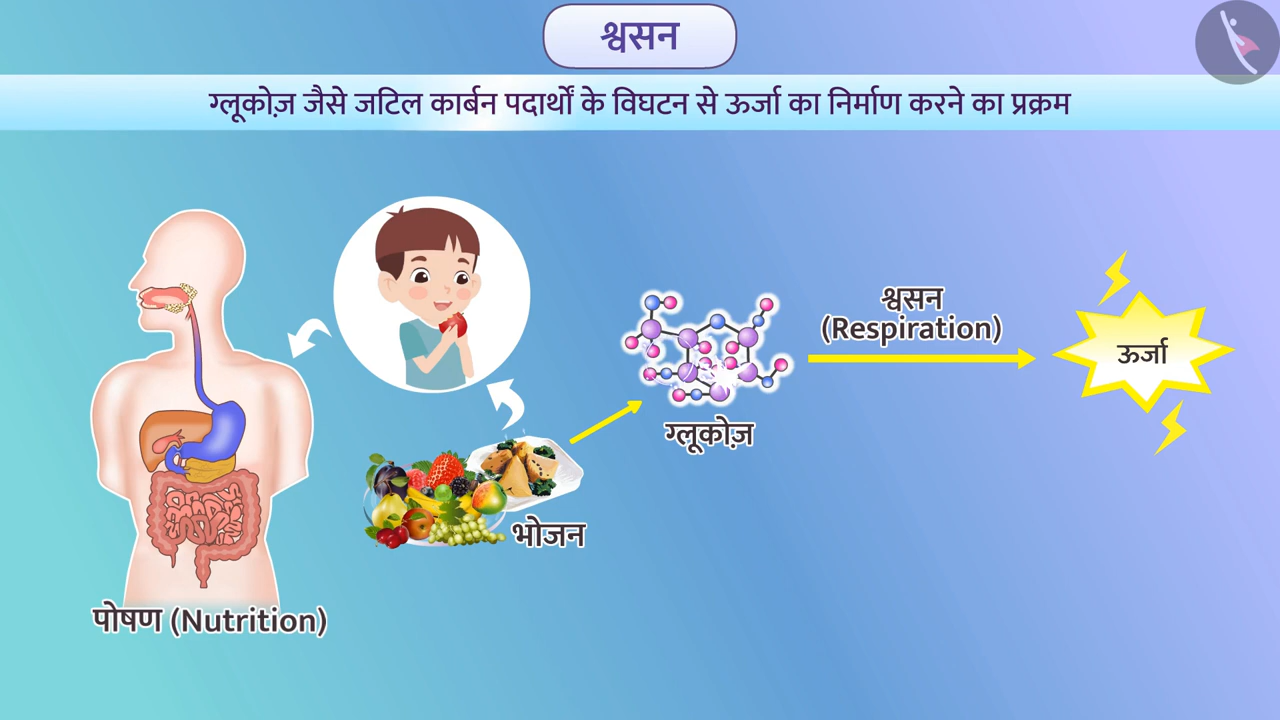 श्वसन
ग्लूकोज़ जैसे जटिल कार्बन पदार्थों के विघटन से ऊर्जा का निर्माण करने का प्रक्रम
श्वसन
(Respiration)
ऊर्जा
ग्लूकोज़
भोजन
पोषण (Nutrition)